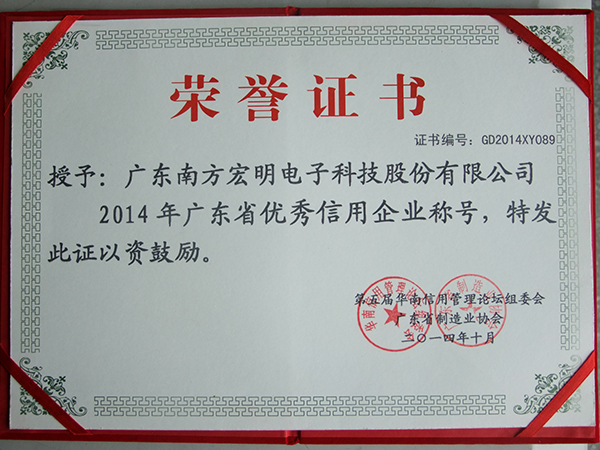 荣誉证书
证书编号：GD2014XY089
授予：广东南方宏明电子科技股份有限公司
2014年广东省优秀信用企业称号，特发
此证以资鼓励。
第五届华南信用管理论坛组委会
广东省制造业协会
二〇一四年十月